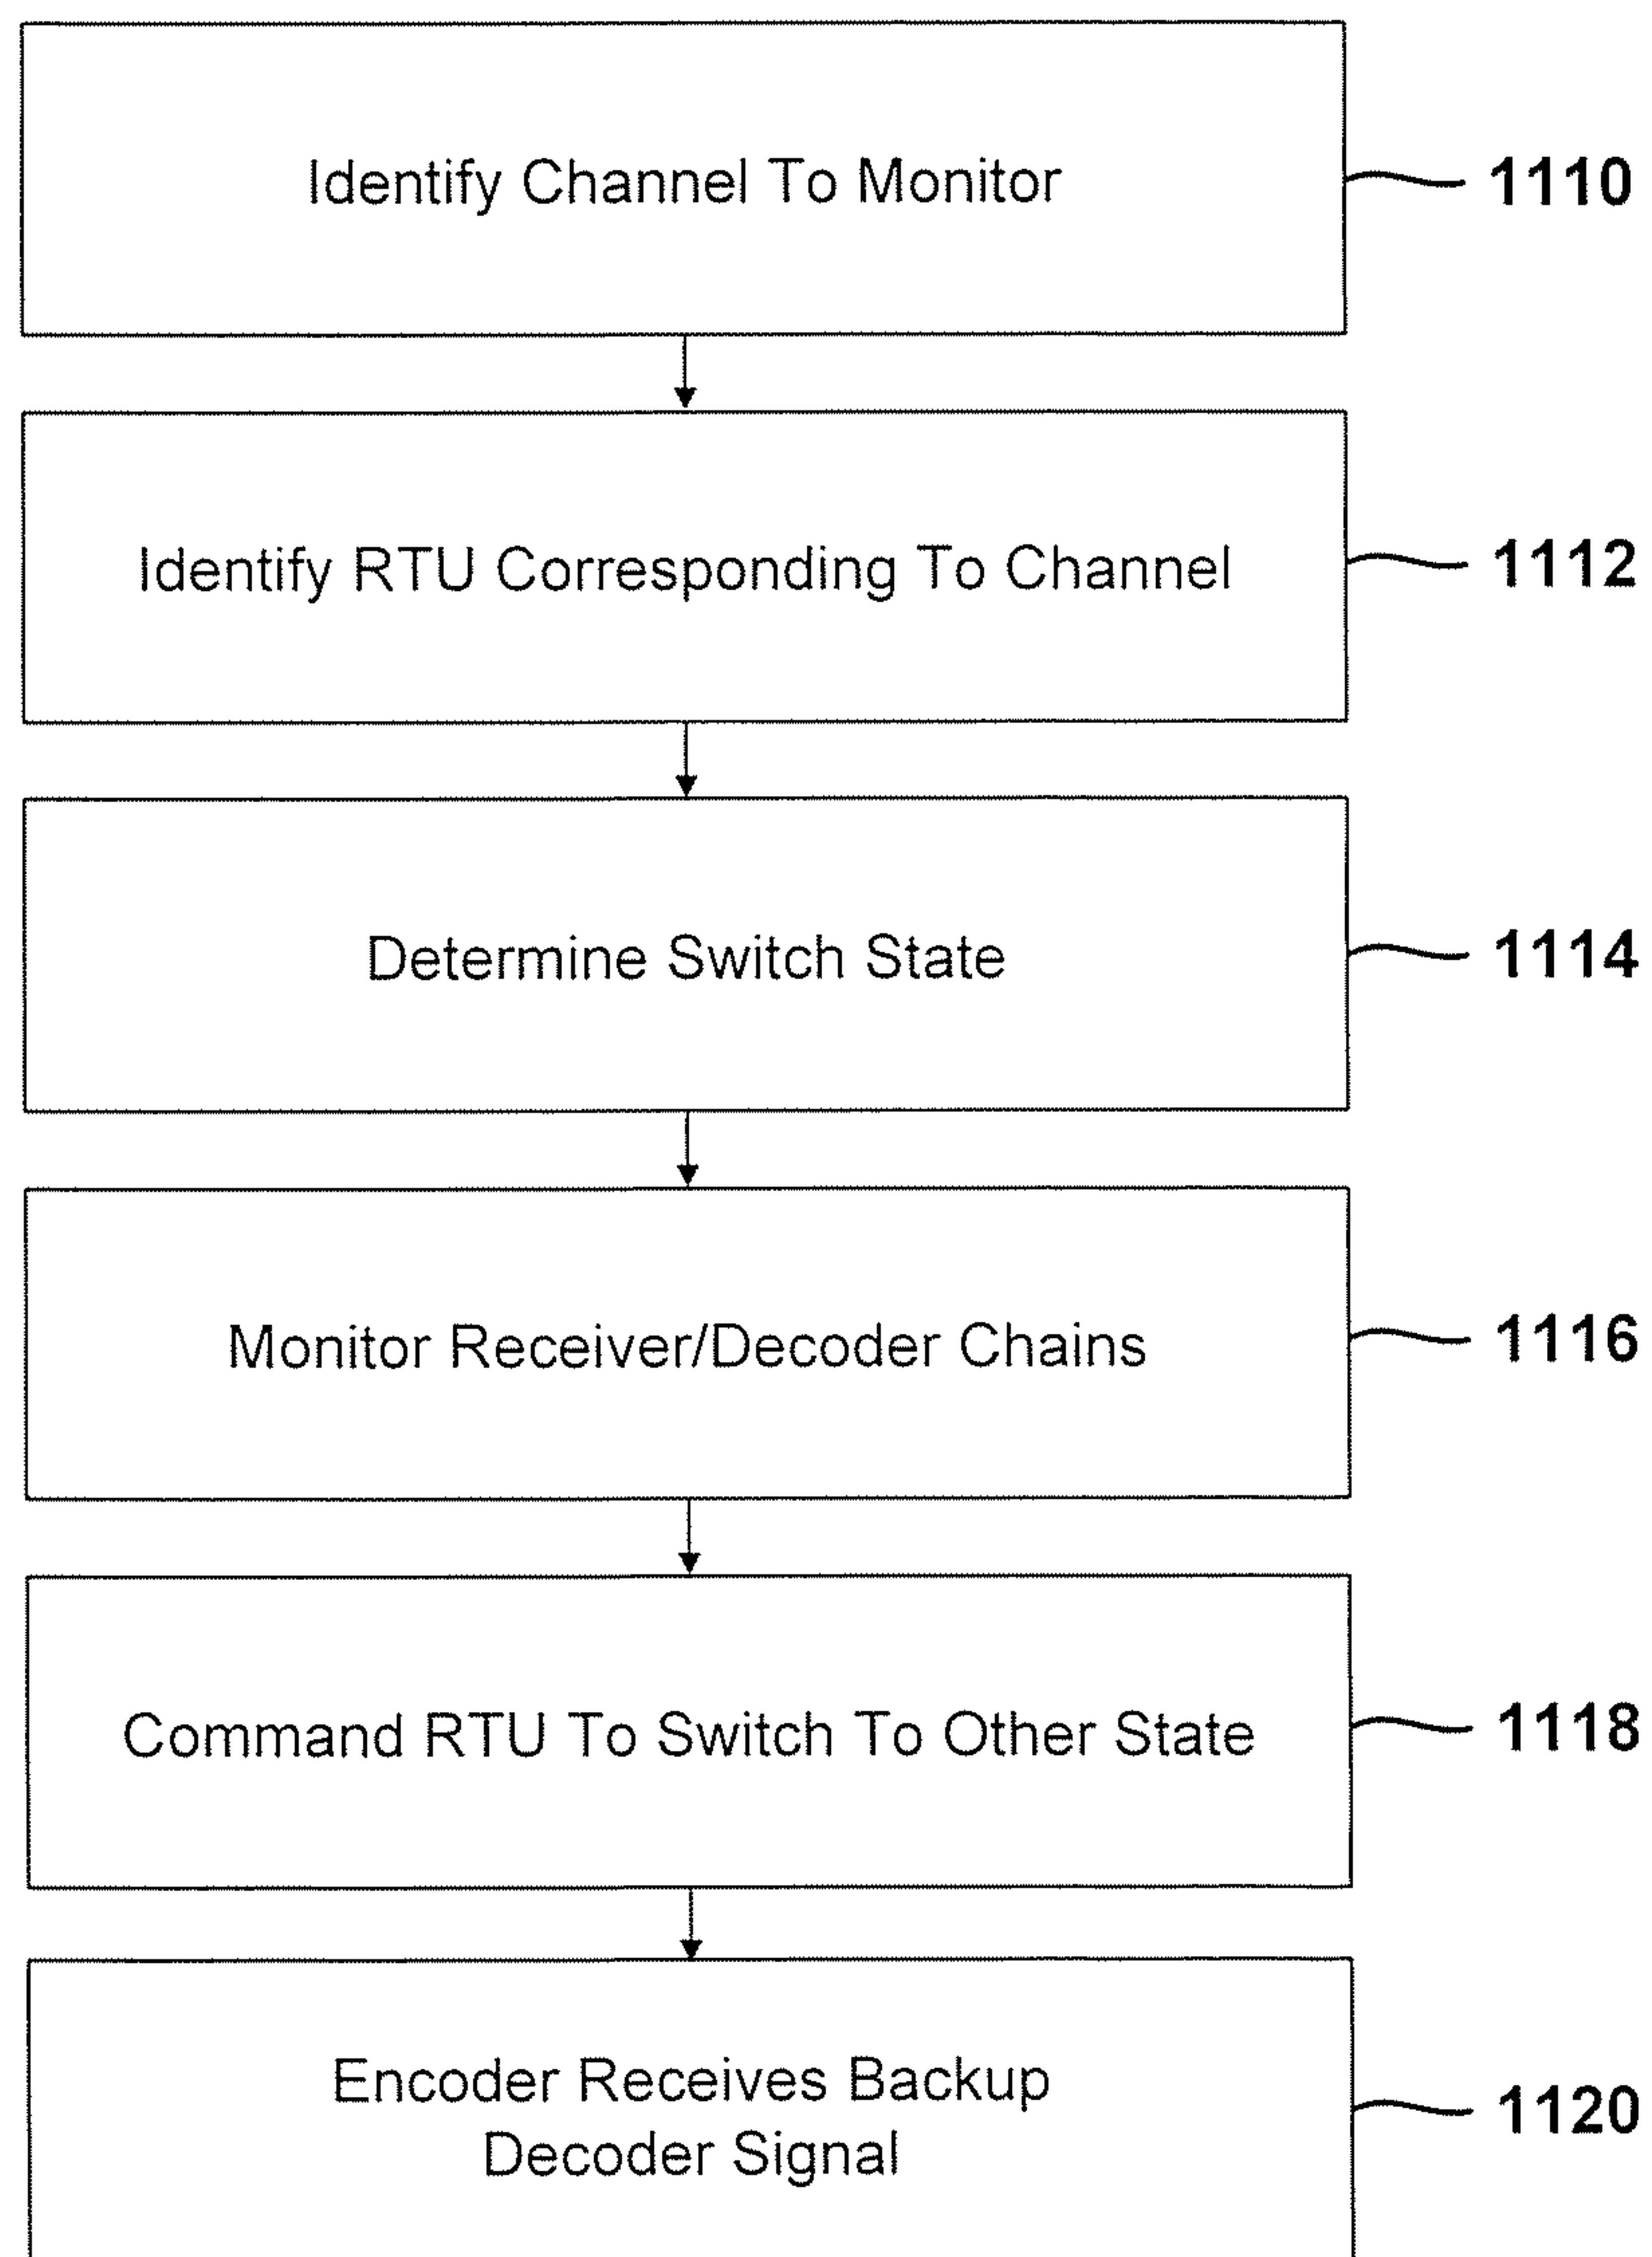 Identify Channel To Monitor
1110
Identify RTU Corresponding To Channel
1112
Determine Switch State
1114
Monitor Receiver/Decoder Chains
1116
Command RTU To Switch To Other State
1118
Encoder Receives Backup
Decoder Signal
1120